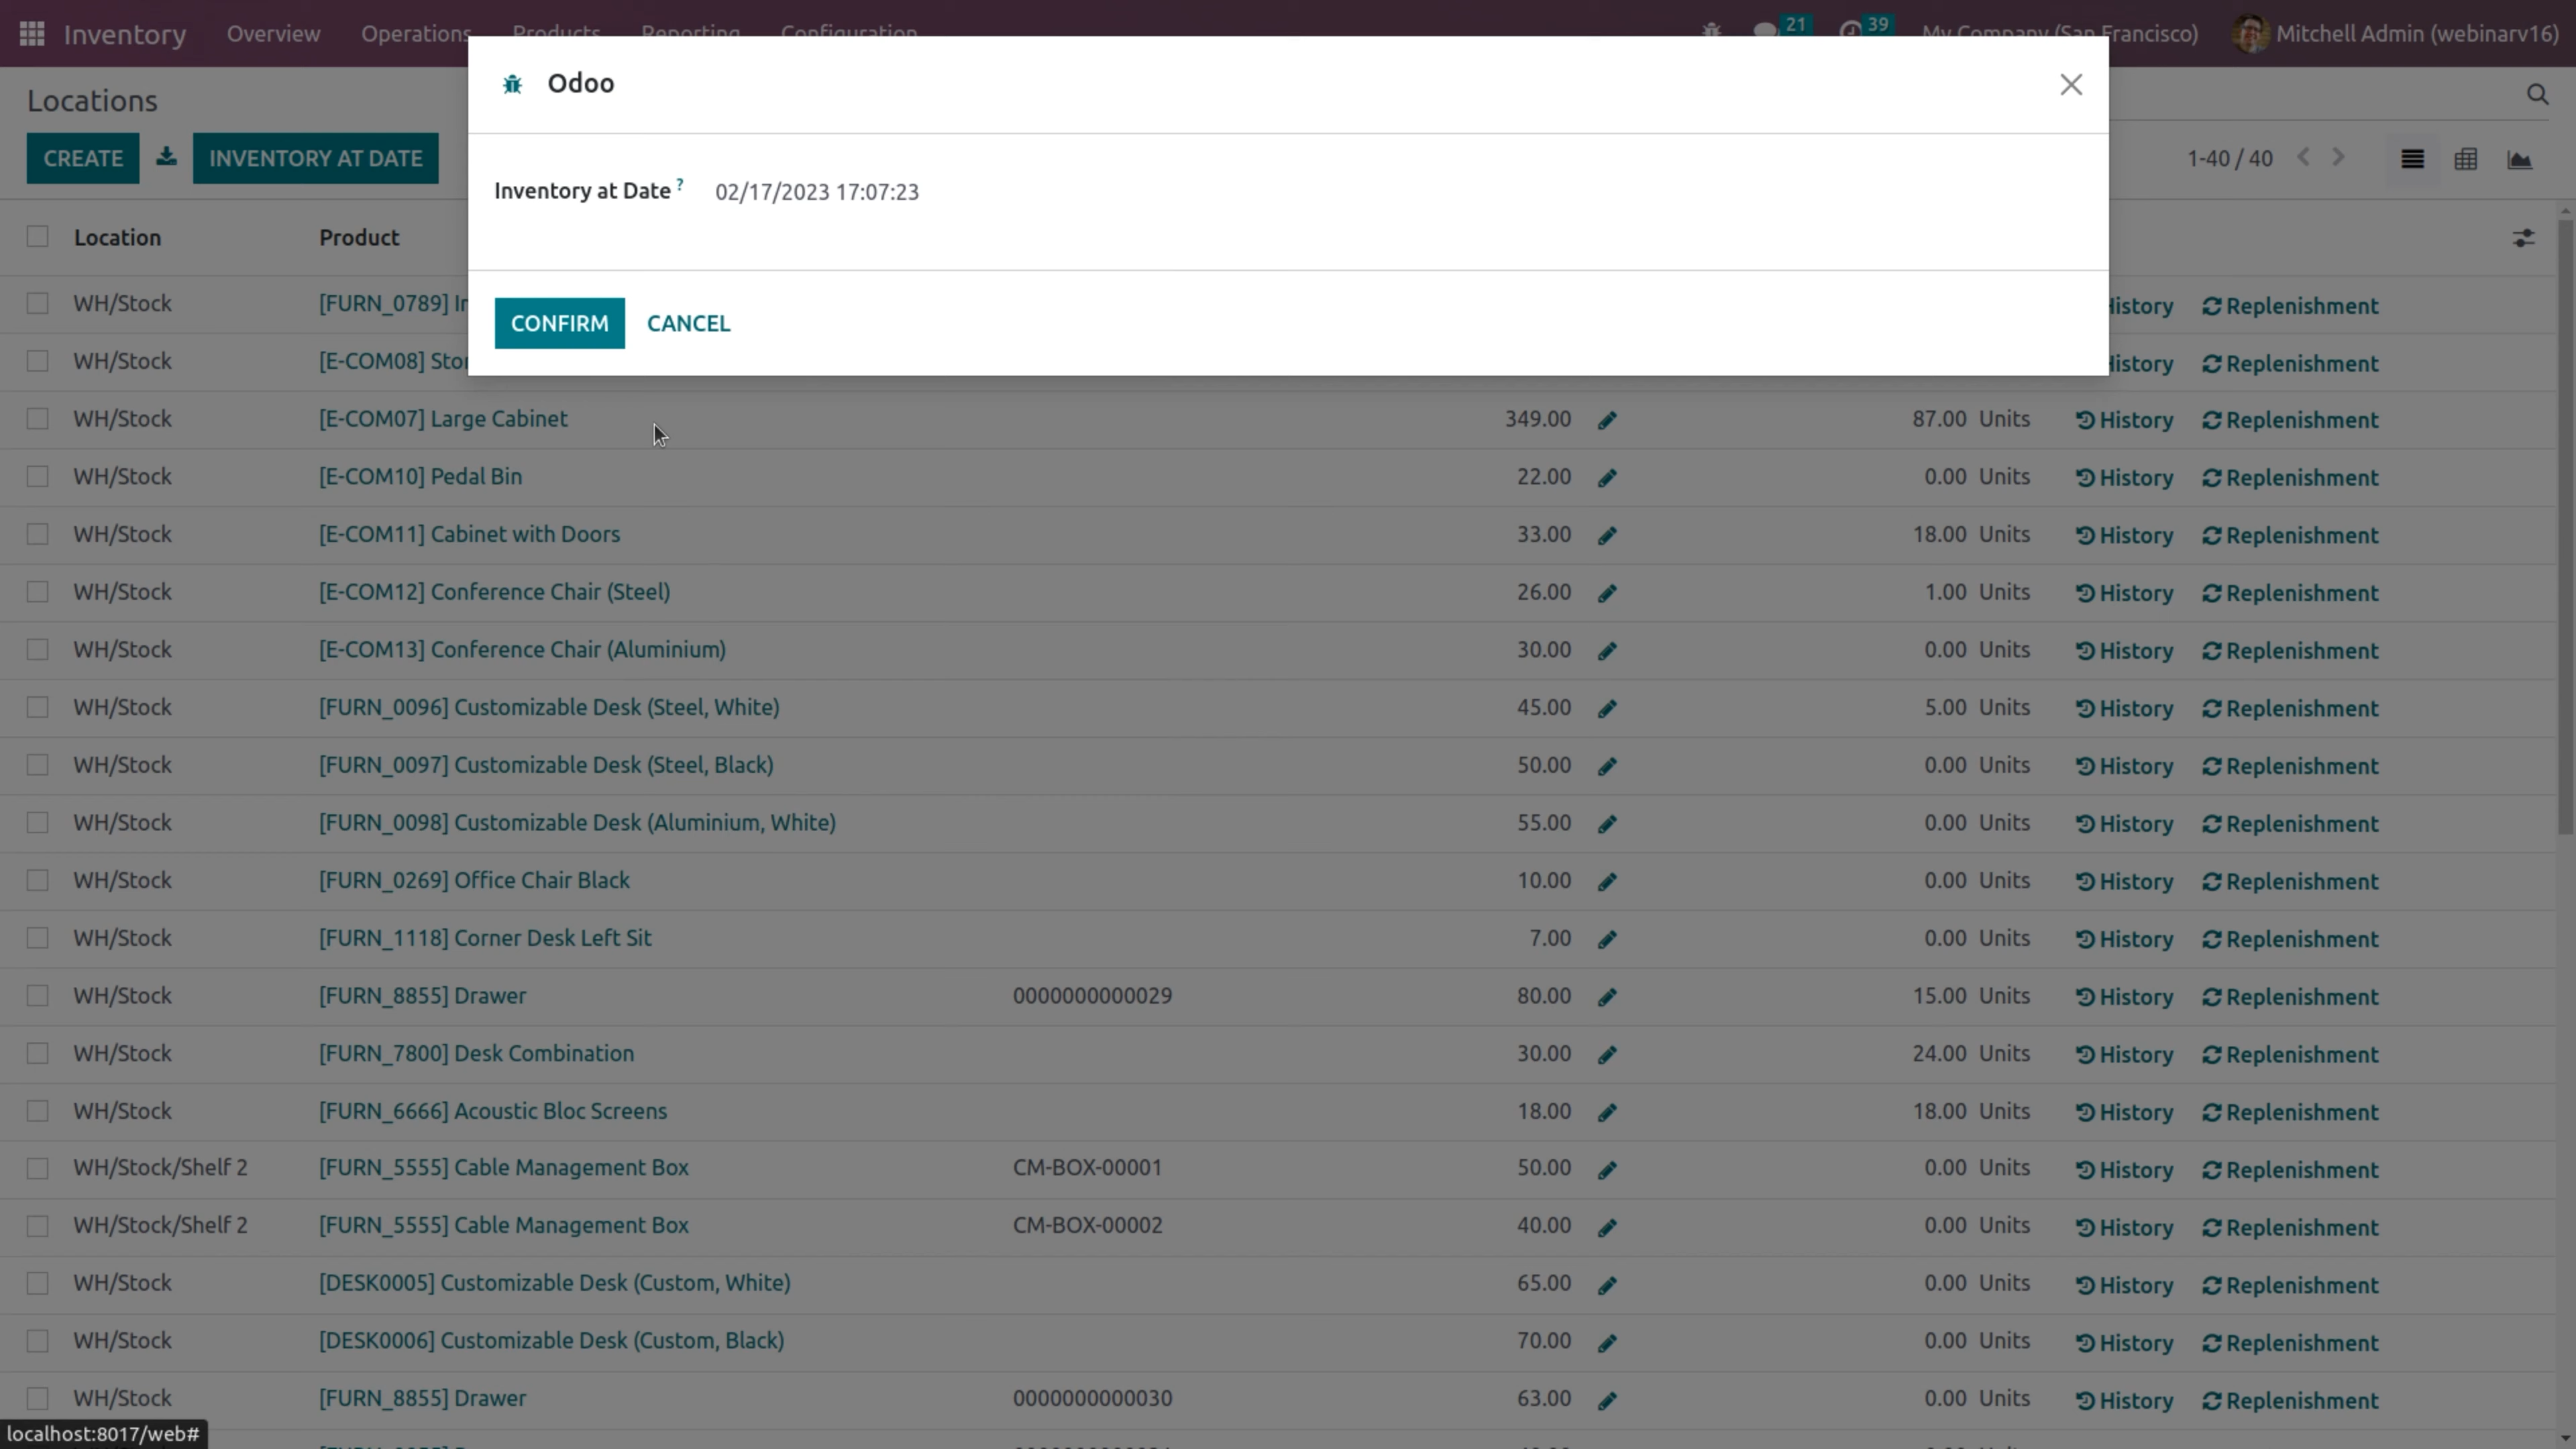 Inventory Overview Operations Products Reporting Configuration 21 39 My Company (San Francisco) Mitchell Admin (webinarv16)
Odoo
Locations
CREATE INVENTORY AT DATE 1-40 / 40
Inventory at Date ? 02/17/2023 17:07:23
CONFIRM CANCEL
Location Product
WH/Stock [FURN_0789] History Replenishment
WH/Stock [E-COM08] History Replenishment
WH/Stock [E-COM07] Large Cabinet 349.00 87.00 Units History Replenishment
WH/Stock [E-COM10] Pedal Bin 22.00 0.00 Units History Replenishment
WH/Stock [E-COM11] Cabinet with Doors 33.00 18.00 Units History Replenishment
WH/Stock [E-COM12] Conference Chair (Steel) 26.00 1.00 Units History Replenishment
WH/Stock [E-COM13] Conference Chair (Aluminium) 30.00 0.00 Units History Replenishment
WH/Stock [FURN_0096] Customizable Desk (Steel, White) 45.00 5.00 Units History Replenishment
WH/Stock [FURN_0097] Customizable Desk (Steel, Black) 50.00 0.00 Units History Replenishment
WH/Stock [FURN_0098] Customizable Desk (Aluminium, White) 55.00 0.00 Units History Replenishment
WH/Stock [FURN_0269] Office Chair Black 10.00 0.00 Units History Replenishment
WH/Stock [FURN_1118] Corner Desk Left Sit 7.00 0.00 Units History Replenishment
WH/Stock [FURN_8855] Drawer 0000000000029 80.00 15.00 Units History Replenishment
WH/Stock [FURN_7800] Desk Combination 30.00 24.00 Units History Replenishment
WH/Stock [FURN_6666] Acoustic Bloc Screens 18.00 18.00 Units History Replenishment
WH/Stock/Shelf 2 [FURN_5555] Cable Management Box CM-BOX-00001 50.00 0.00 Units History Replenishment
WH/Stock/Shelf 2 [FURN_5555] Cable Management Box CM-BOX-00002 40.00 0.00 Units History Replenishment
WH/Stock [DESK0005] Customizable Desk (Custom, White) 65.00 0.00 Units History Replenishment
WH/Stock [DESK0006] Customizable Desk (Custom, Black) 70.00 0.00 Units History Replenishment
WH/Stock [FURN_8855] Drawer 0000000000030 63.00 0.00 Units History Replenishment
localhost:8017/web#